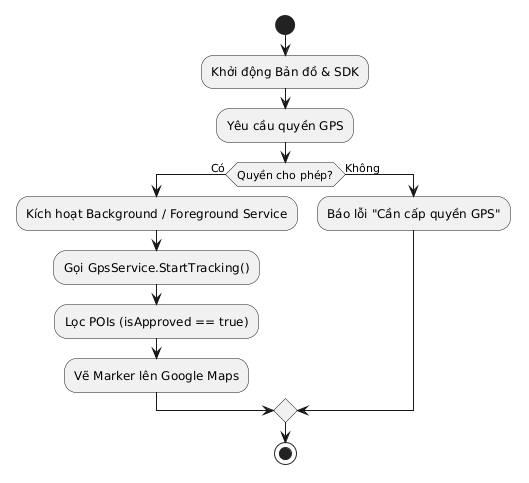 Khởi động Bản đồ & SDK
Yêu cầu quyền GPS
Quyền cho phép?
Có
Không
Kích hoạt Background / Foreground Service
Báo lỗi "Cần cấp quyền GPS"
Gọi GpsService.StartTracking()
Lọc POIs (isApproved == true)
Vẽ Marker lên Google Maps